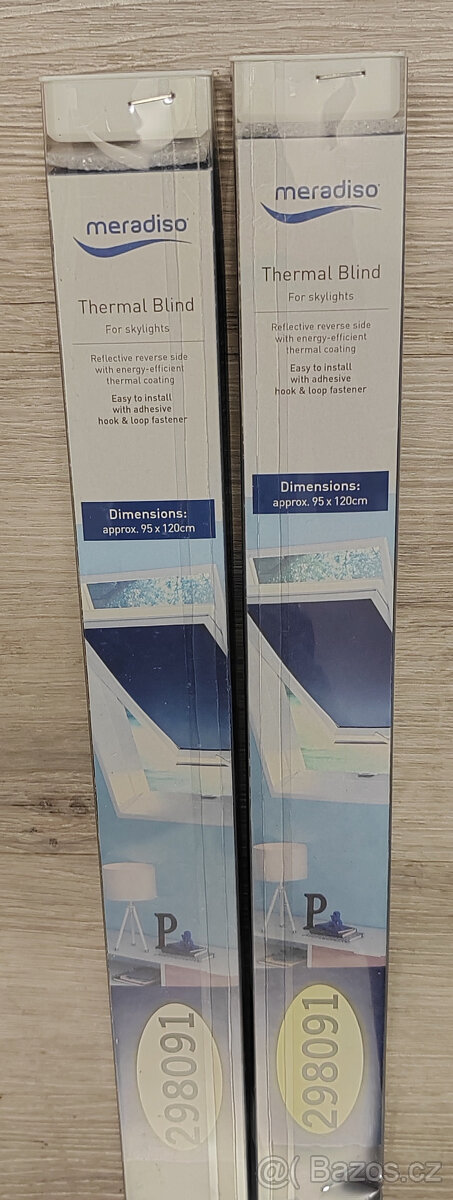 meradiso
Thermal Blind
For skylights
Reflective reverse side
with energy-efficient
thermal coating
Easy to install
with adhesive
hook & loop fastener
Dimensions:
approx. 95 x 120cm
P
298091
meradiso
Thermal Blind
For skylights
Reflective reverse side
with energy-efficient
thermal coating
Easy to install
with adhesive
hook & loop fastener
Dimensions:
approx. 95 x 120cm
P
298091
@( Bazos.cz